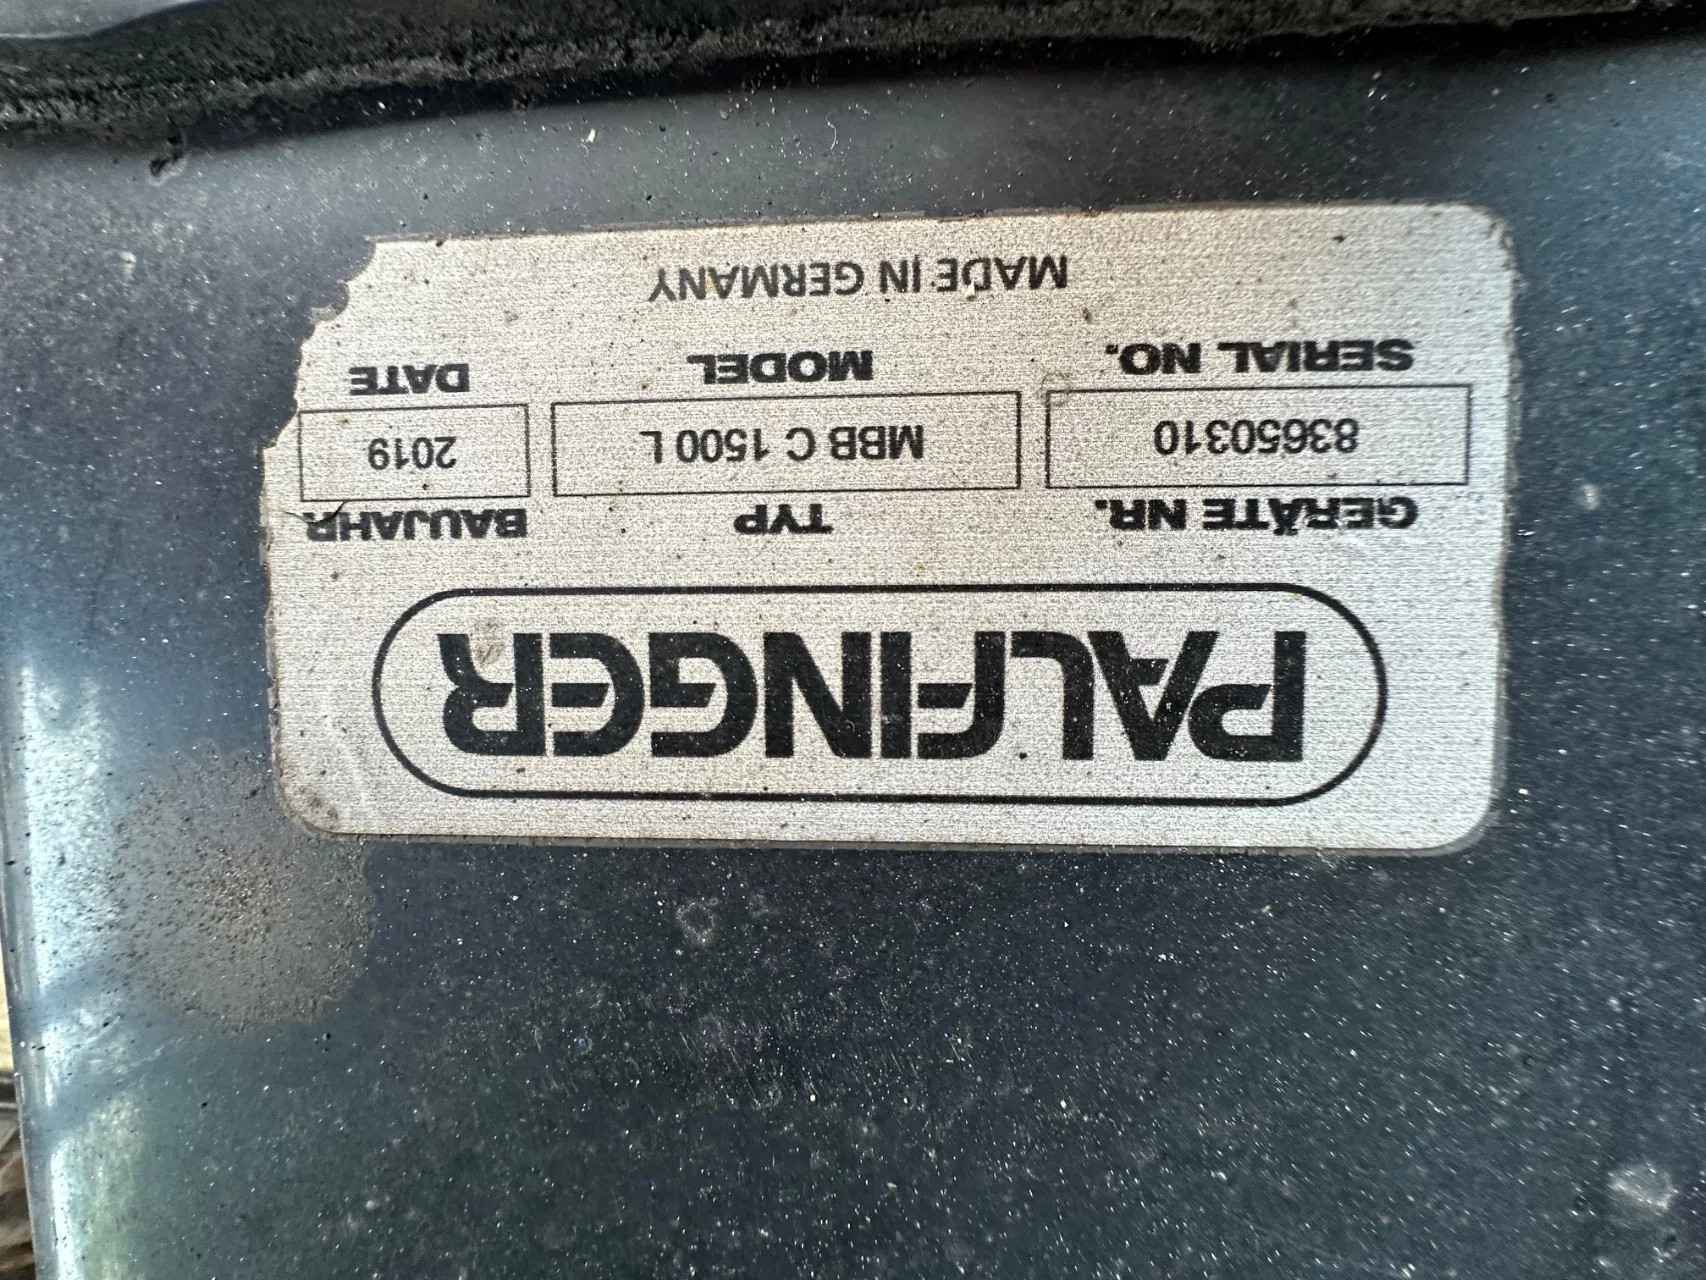 PALFINGER
GERÄTE NR. TYP BAUJAHR
83650310 MBB C 1500 L 2019
SERIAL NO. MODEL DATE
MADE IN GERMANY